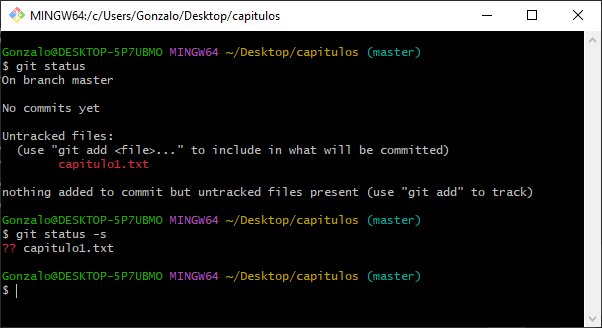 MINGW64:/c/Users/Gonzalo/Desktop/capitulos
Gonzalo@DESKTOP-5P7UBMO MINGW64 ~/Desktop/capitulos (master)
$ git status
On branch master
No commits yet
Untracked files:
  (use "git add <file>..." to include in what will be committed)
        capitulo1.txt
nothing added to commit but untracked files present (use "git add" to track)
Gonzalo@DESKTOP-5P7UBMO MINGW64 ~/Desktop/capitulos (master)
$ git status -s
?? capitulo1.txt
Gonzalo@DESKTOP-5P7UBMO MINGW64 ~/Desktop/capitulos (master)
$